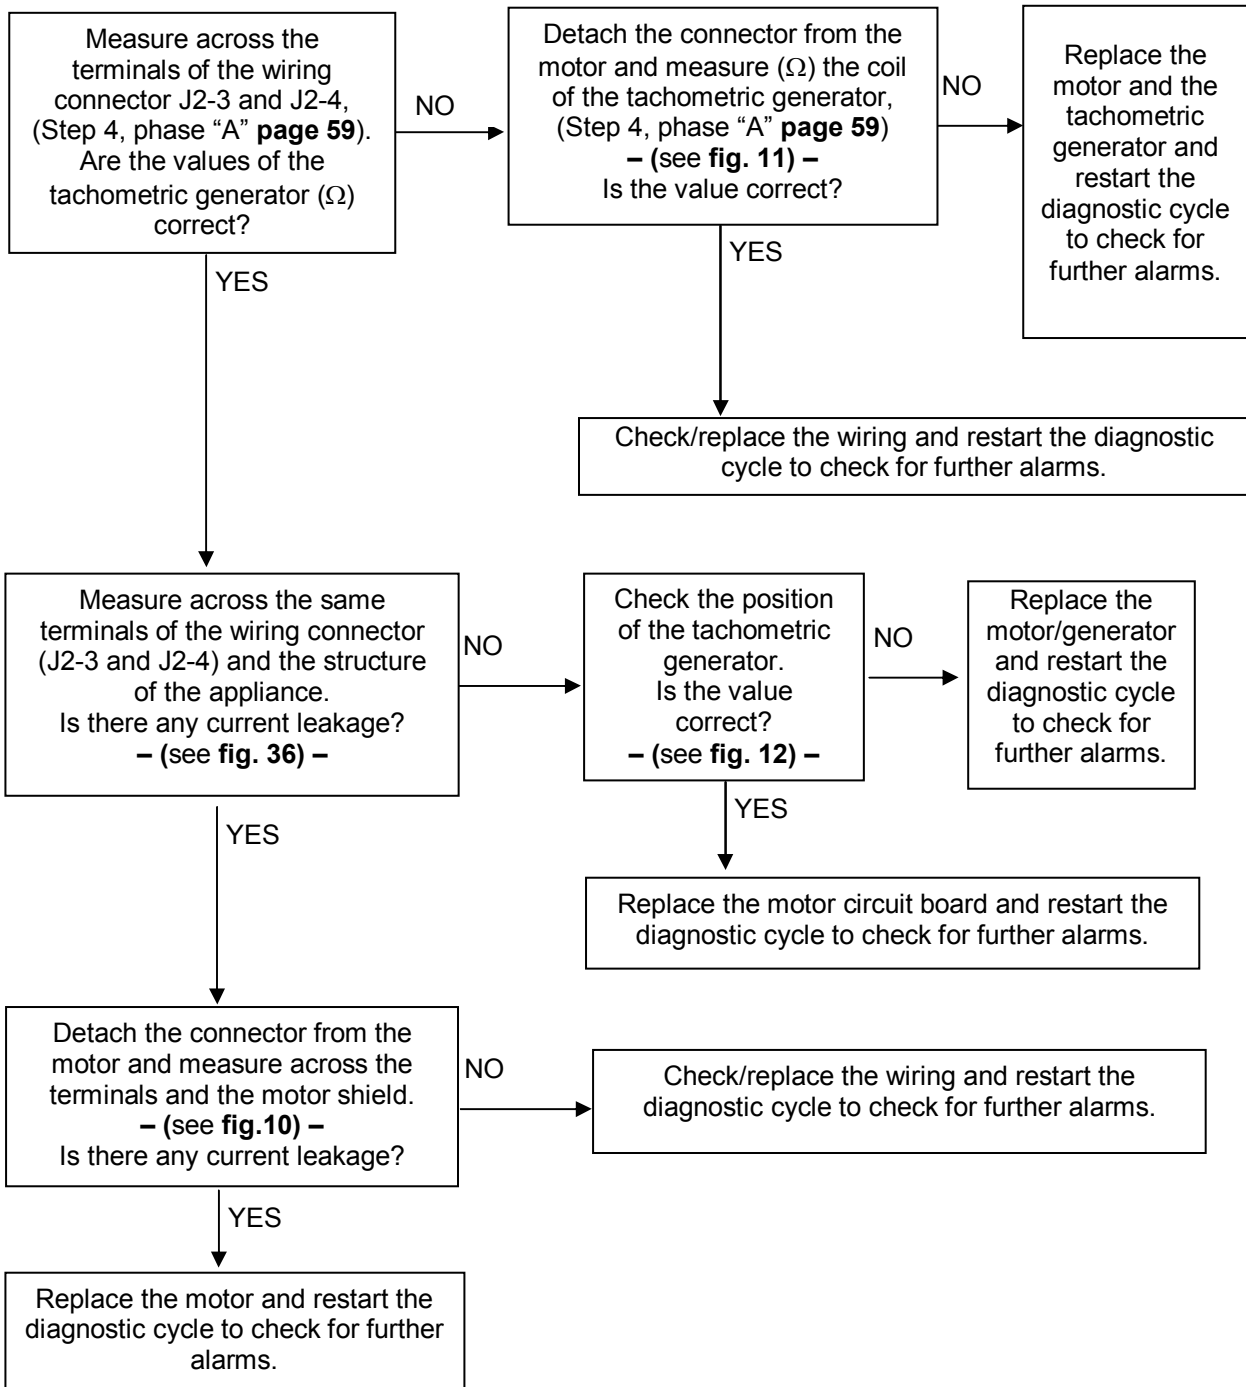 Measure across the
terminals of the wiring
connector J2-3 and J2-4,
(Step 4, phase “A” page 59).
Are the values of the
tachometric generator (Ω)
correct?
NO
Detach the connector from the
motor and measure (Ω) the coil
of the tachometric generator,
(Step 4, phase “A” page 59)
– (see fig. 11) –
Is the value correct?
NO
Replace the
motor and the
tachometric
generator and
restart the
diagnostic cycle
to check for
further alarms.
YES
YES
Check/replace the wiring and restart the diagnostic
cycle to check for further alarms.
Measure across the same
terminals of the wiring connector
(J2-3 and J2-4) and the structure
of the appliance.
Is there any current leakage?
– (see fig. 36) –
NO
Check the position
of the tachometric
generator.
Is the value
correct?
– (see fig. 12) –
NO
Replace the
motor/generator
and restart the
diagnostic cycle
to check for
further alarms.
YES
YES
Replace the motor circuit board and restart the
diagnostic cycle to check for further alarms.
Detach the connector from the
motor and measure across the
terminals and the motor shield.
– (see fig.10) –
Is there any current leakage?
NO
Check/replace the wiring and restart the
diagnostic cycle to check for further alarms.
YES
Replace the motor and restart the
diagnostic cycle to check for further
alarms.